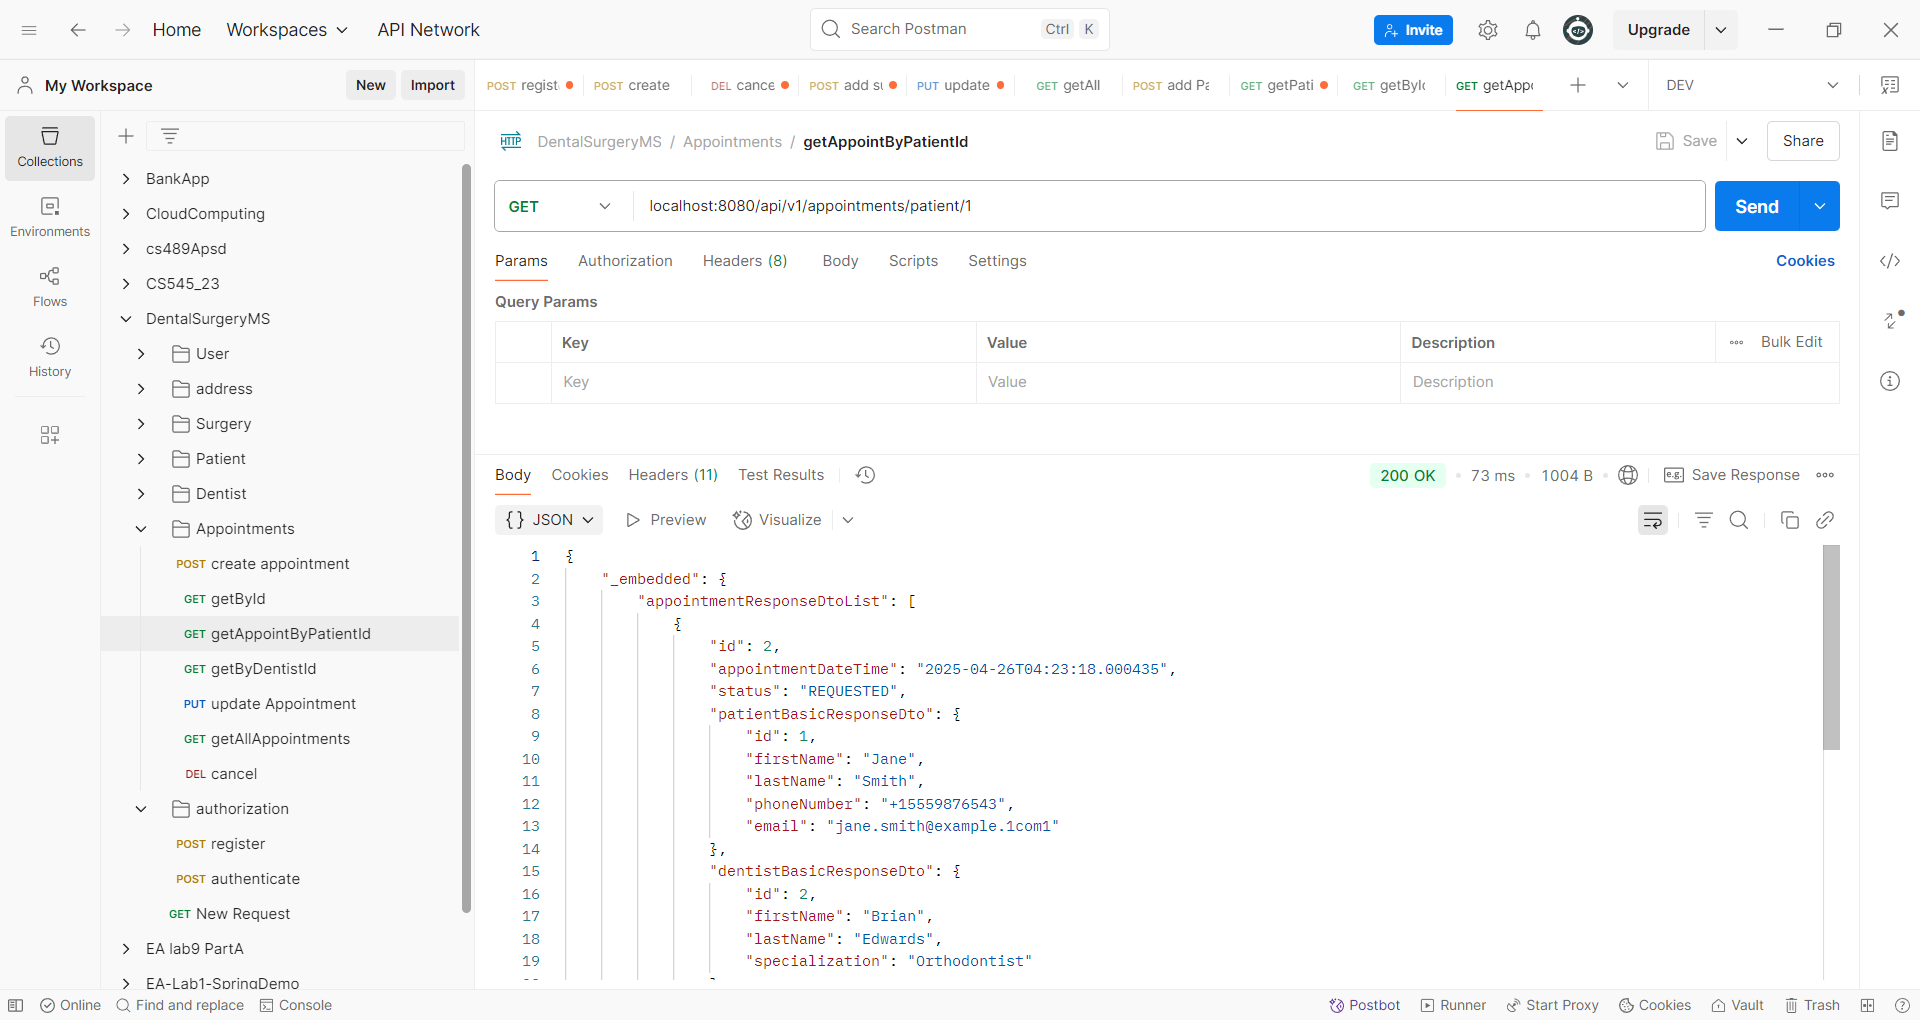 Home
Workspaces
API Network
Search Postman
Ctrl K
Invite
Upgrade
My Workspace
New
Import
POST regist
POST create
DEL cance
POST add su
PUT update
GET getAll
POST add Pa
GET getPati
GET getById
GET getAppo
DEV
Collections
Environments
Flows
History
BankApp
CloudComputing
cs489Apsd
CS545_23
DentalSurgeryMS
User
address
Surgery
Patient
Dentist
Appointments
POST create appointment
GET getById
GET getAppointByPatientId
GET getByDentistId
PUT update Appointment
GET getAllAppointments
DEL cancel
authorization
POST register
POST authenticate
GET New Request
EA lab9 PartA
EA-Lab1-SpringDemo
HTTP DentalSurgeryMS / Appointments / getAppointByPatientId
Save
Share
GET
localhost:8080/api/v1/appointments/patient/1
Send
Params Authorization Headers (8) Body Scripts Settings
Cookies
Query Params
Key Value Description
Bulk Edit
Key Value Description
Body Cookies Headers (11) Test Results
200 OK • 73 ms • 1004 B
e.g. Save Response
{} JSON
Preview
Visualize
1 {
2 "_embedded": {
3 "appointmentResponseDtoList": [
4 {
5 "id": 2,
6 "appointmentDateTime": "2025-04-26T04:23:18.000435",
7 "status": "REQUESTED",
8 "patientBasicResponseDto": {
9 "id": 1,
10 "firstName": "Jane",
11 "lastName": "Smith",
12 "phoneNumber": "+15559876543",
13 "email": "jane.smith@example.1com1"
14 },
15 "dentistBasicResponseDto": {
16 "id": 2,
17 "firstName": "Brian",
18 "lastName": "Edwards",
19 "specialization": "Orthodontist"
Online
Find and replace
Console
Postbot
Runner
Start Proxy
Cookies
Vault
Trash